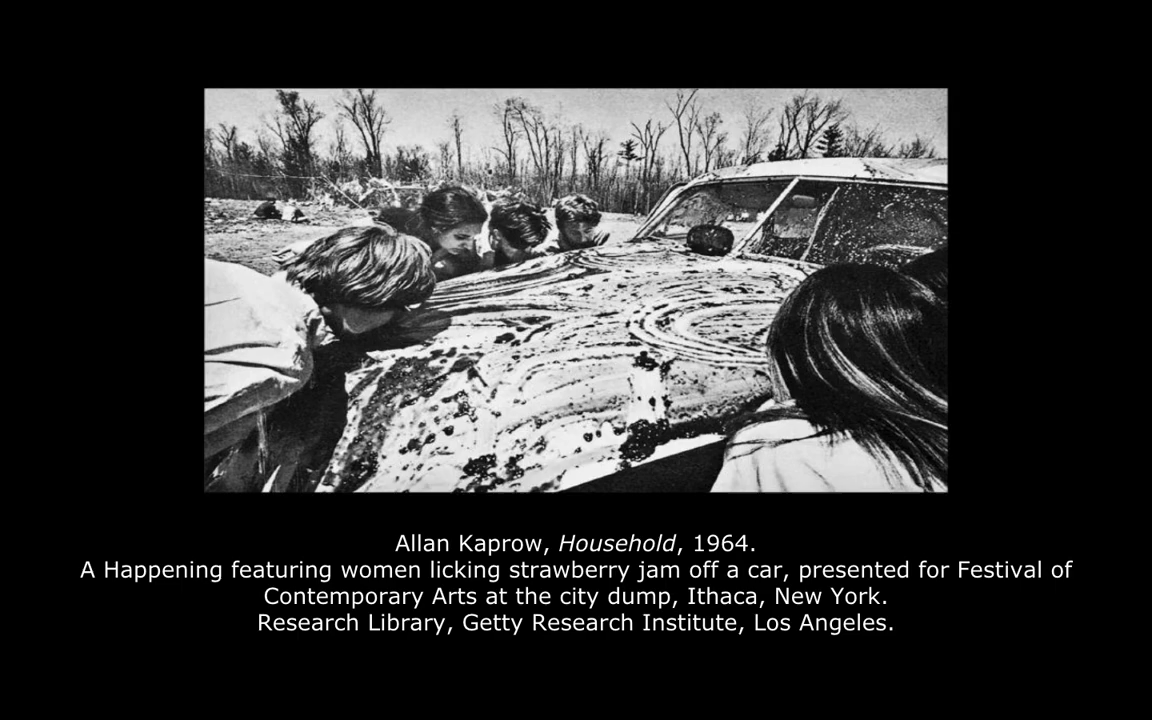 Allan Kaprow, Household, 1964.
A Happening featuring women licking strawberry jam off a car, presented for Festival of
Contemporary Arts at the city dump, Ithaca, New York.
Research Library, Getty Research Institute, Los Angeles.